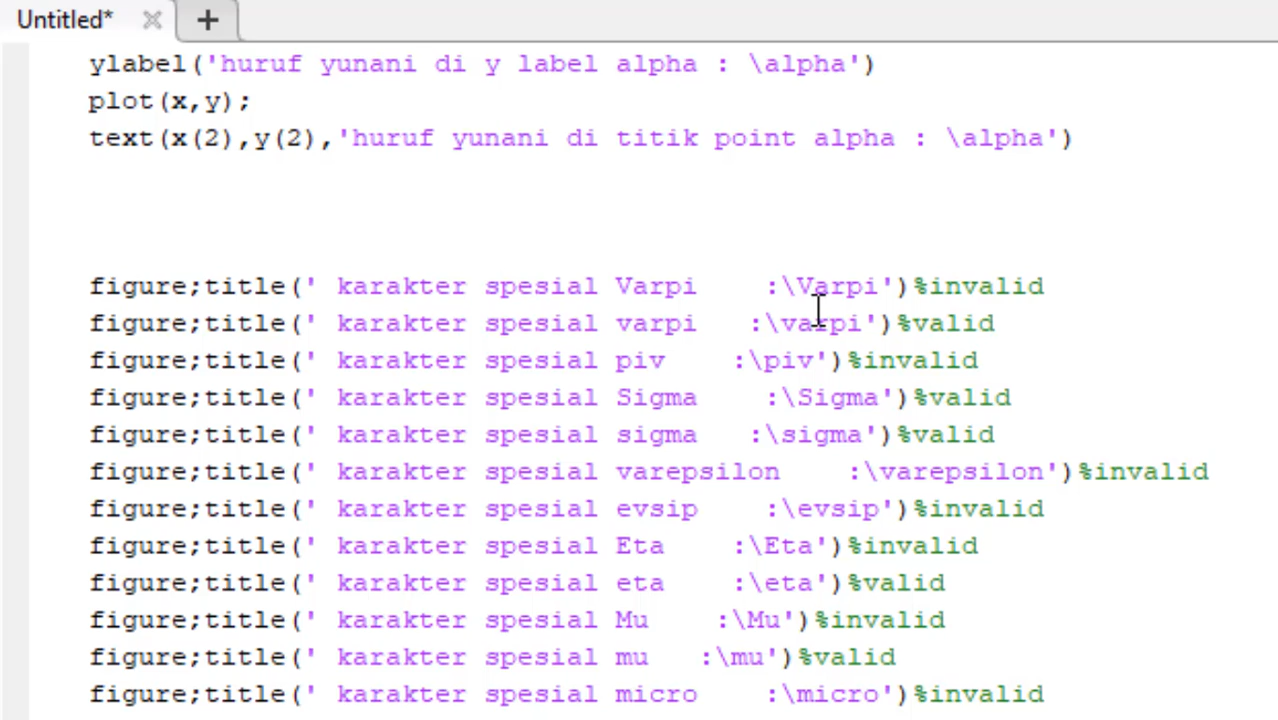 Untitled*
ylabel('huruf yunani di y label alpha : \alpha')
plot(x,y);
text(x(2),y(2),'huruf yunani di titik point alpha : \alpha')
figure;title(' karakter spesial Varpi    :\Varpi')%invalid
figure;title(' karakter spesial varpi   :\varpi')%valid
figure;title(' karakter spesial piv    :\piv')%invalid
figure;title(' karakter spesial Sigma    :\Sigma')%valid
figure;title(' karakter spesial sigma   :\sigma')%valid
figure;title(' karakter spesial varepsilon    :\varepsilon')%invalid
figure;title(' karakter spesial evsip    :\evsip')%invalid
figure;title(' karakter spesial Eta    :\Eta')%invalid
figure;title(' karakter spesial eta    :\eta')%valid
figure;title(' karakter spesial Mu    :\Mu')%invalid
figure;title(' karakter spesial mu   :\mu')%valid
figure;title(' karakter spesial micro    :\micro')%invalid